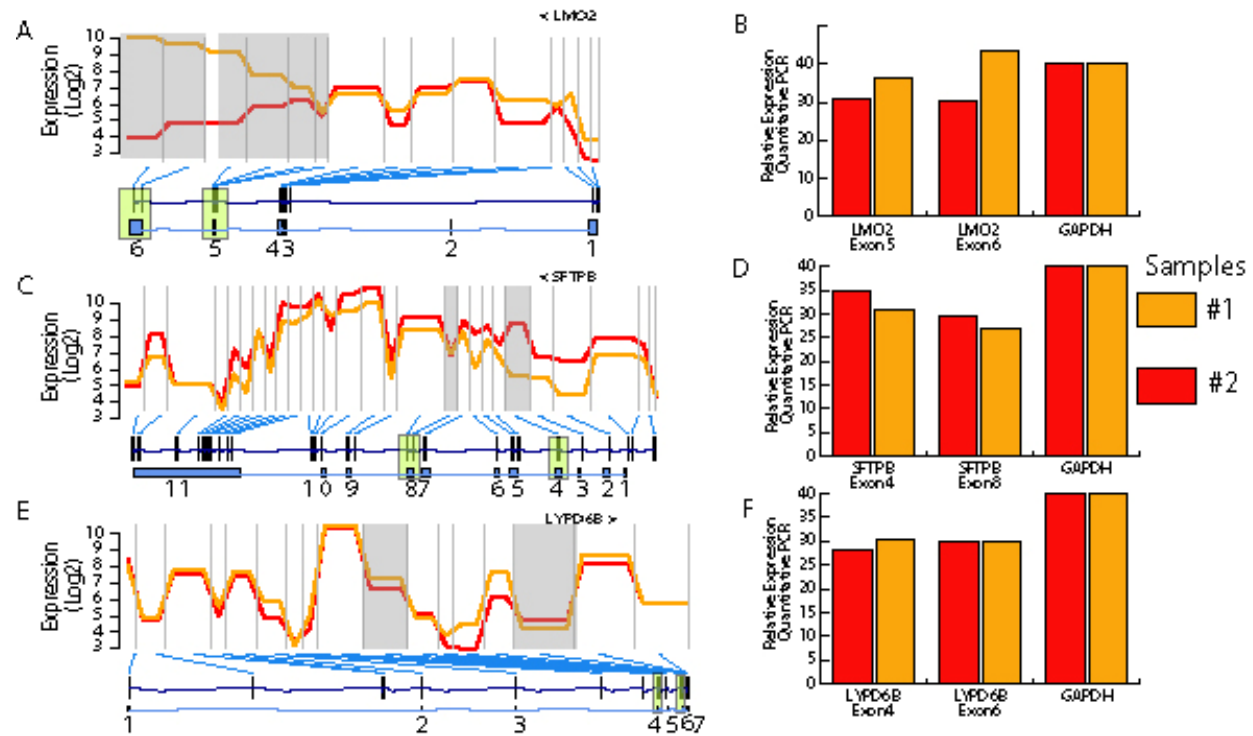 A
< LMO2
Expression
(Log2)
10
9
8
7
6
5
4
3
6 5 43 2 1
B
Relative Expression
Quantitative PCR
40
30
20
10
0
LMO2
Exon5
LMO2
Exon6
GAPDH
C
< SFTPB
Expression
(Log2)
10
9
8
7
6
5
4
3
11 10 9 87 6 5 4 3 2 1
D
Relative Expression
Quantitative PCR
40
35
30
25
20
15
10
5
0
SFTPB
Exon4
SFTPB
Exon8
GAPDH
Samples
#1
#2
E
LYPD6B >
Expression
(Log2)
10
9
8
7
6
5
4
3
1 2 3 4 5 67
F
Relative Expression
Quantitative PCR
40
35
30
25
20
15
10
5
0
LYPD6B
Exon4
LYPD6B
Exon6
GAPDH